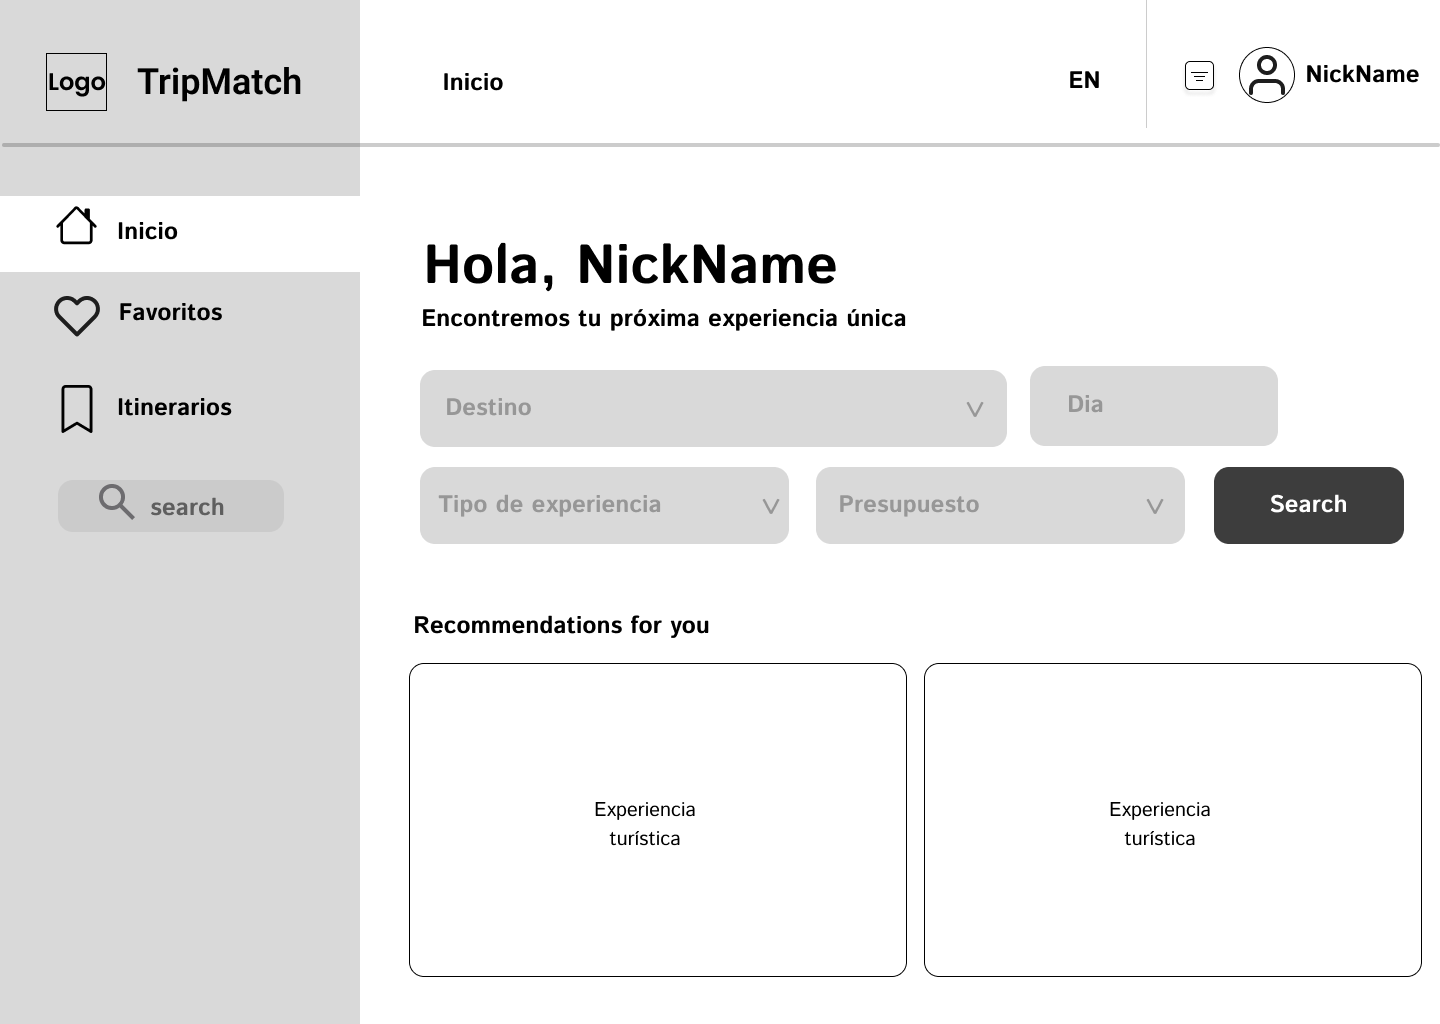 Logo
TripMatch
Inicio
EN
NickName
Inicio
Favoritos
Itinerarios
search
Hola, NickName
Encontremos tu próxima experiencia única
Destino
Dia
Tipo de experiencia
Presupuesto
Search
Recommendations for you
Experiencia
turística
Experiencia
turística